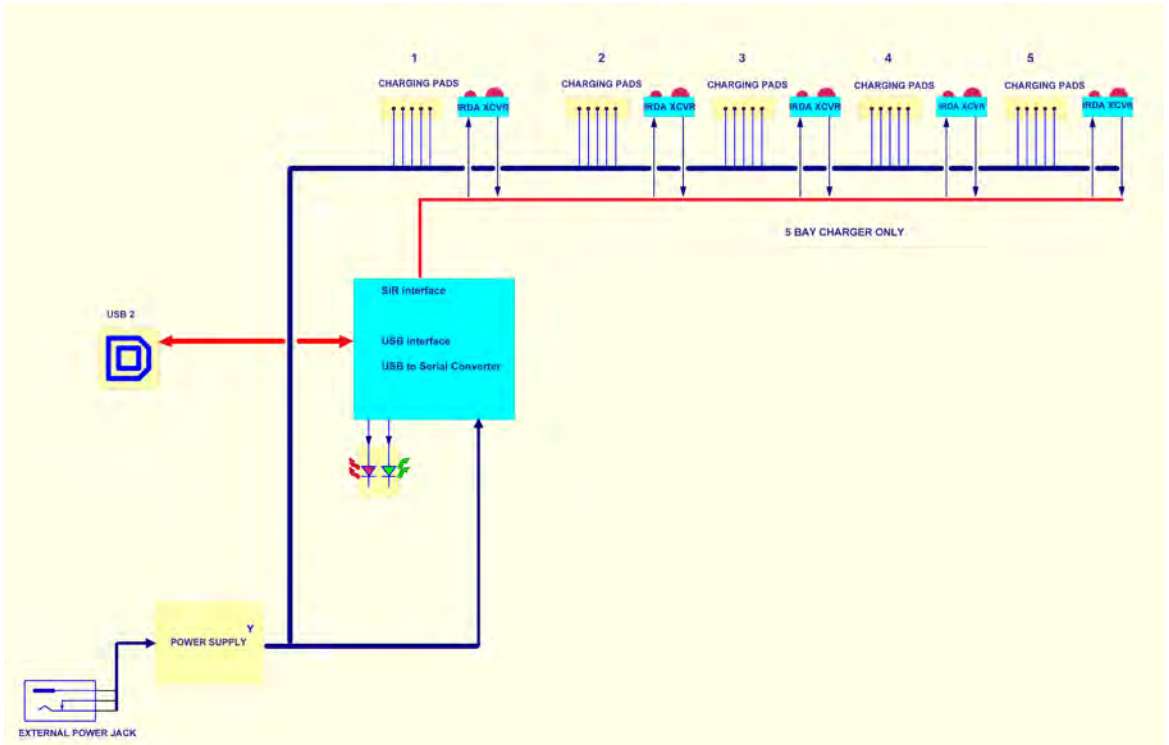 1
2
3
4
5
CHARGING PADS
CHARGING PADS
CHARGING PADS
CHARGING PADS
CHARGING PADS
IRDA XCVR
IRDA XCVR
IRDA XCVR
IRDA XCVR
IRDA XCVR
5 BAY CHARGER ONLY
SIR interface
USB 2
USB interface
USB to Serial Converter
Y
POWER SUPPLY
EXTERNAL POWER JACK